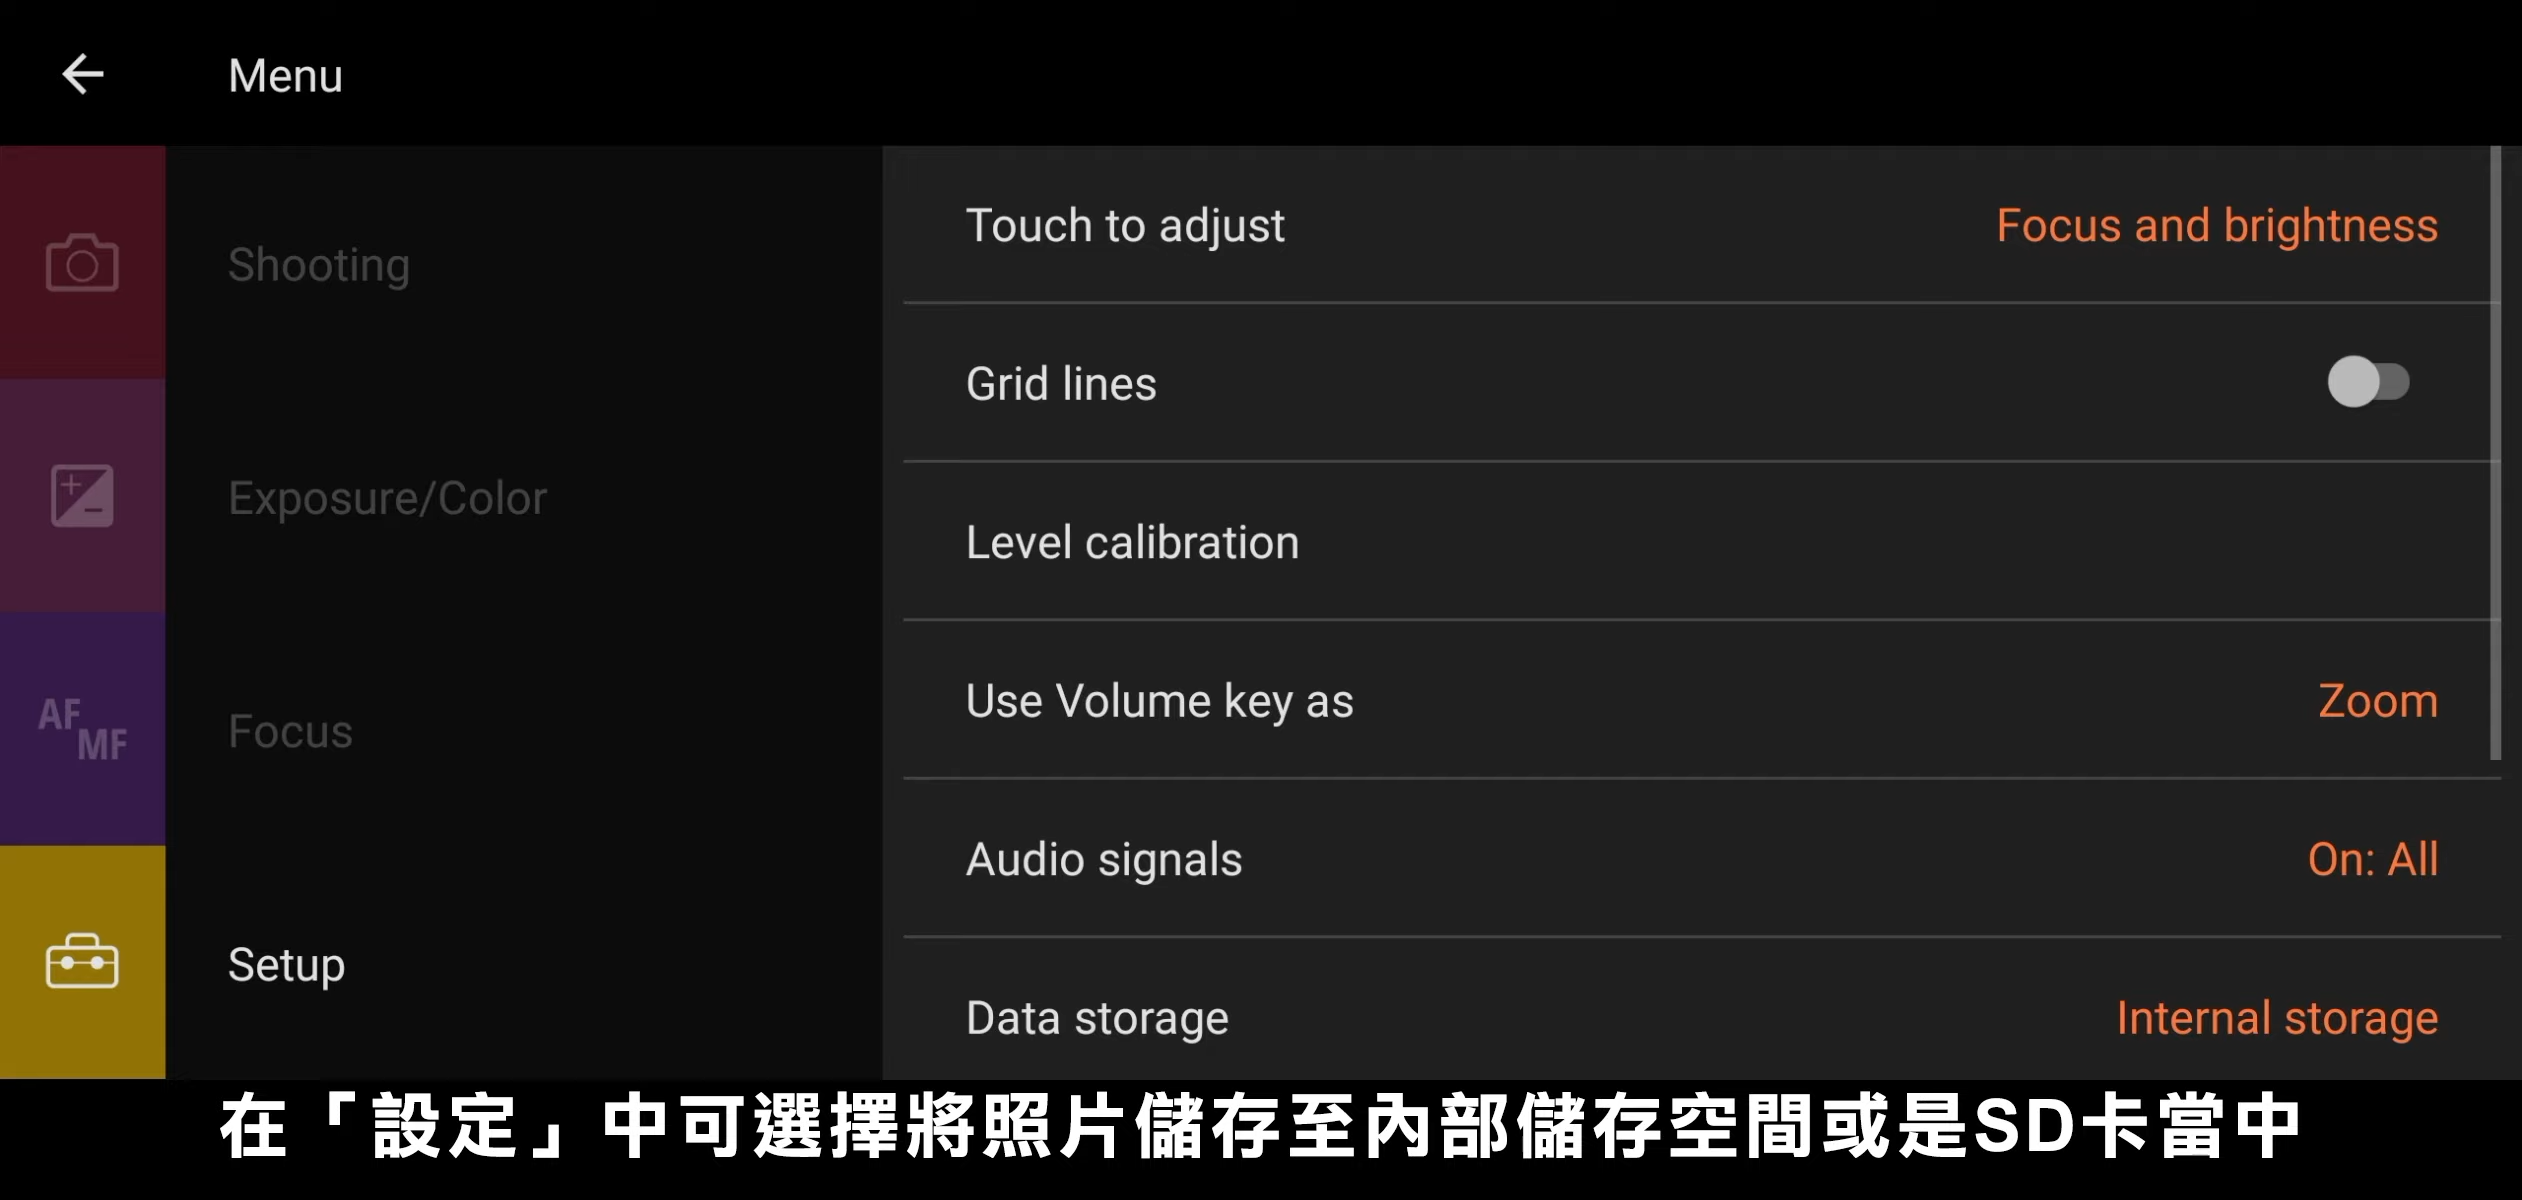 Menu
Shooting
Exposure/Color
AF
MF
Focus
Setup
Touch to adjust
Focus and brightness
Grid lines
Level calibration
Use Volume key as
Zoom
Audio signals
On: All
Data storage
Internal storage
在「設定」中可選擇將照片儲存至內部儲存空間或是SD卡當中